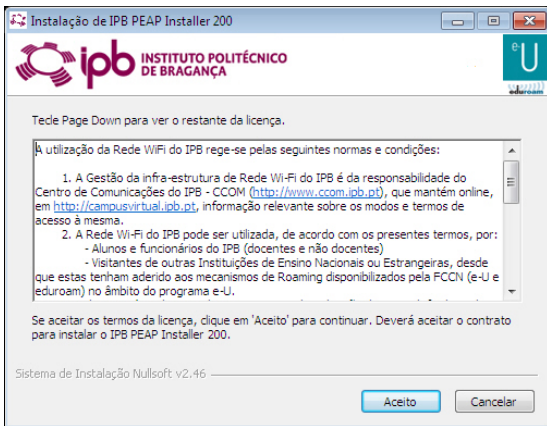 Instalação de IPB PEAP Installer 200
ipb INSTITUTO POLITÉCNICO
DE BRAGANÇA
e U
eduroam
Tecle Page Down para ver o restante da licença.
A utilização da Rede WiFi do IPB rege-se pelas seguintes normas e condições:
1. A Gestão da infra-estrutura de Rede Wi-Fi do IPB é da responsabilidade do
Centro de Comunicações do IPB - CCOM (http://www.ccom.ipb.pt), que mantém online,
em http://campusvirtual.ipb.pt, informação relevante sobre os modos e termos de
acesso à mesma.
2. A Rede Wi-Fi do IPB pode ser utilizada, de acordo com os presentes termos, por:
- Alunos e funcionários do IPB (docentes e não docentes)
- Visitantes de outras Instituições de Ensino Nacionais ou Estrangeiras, desde
que estas tenham aderido aos mecanismos de Roaming disponibilizados pela FCCN (e-U e
eduroam) no âmbito do programa e-U.
Se aceitar os termos da licença, clique em 'Aceito' para continuar. Deverá aceitar o contrato
para instalar o IPB PEAP Installer 200.
Sistema de Instalação Nullsoft v2.46
Aceito
Cancelar